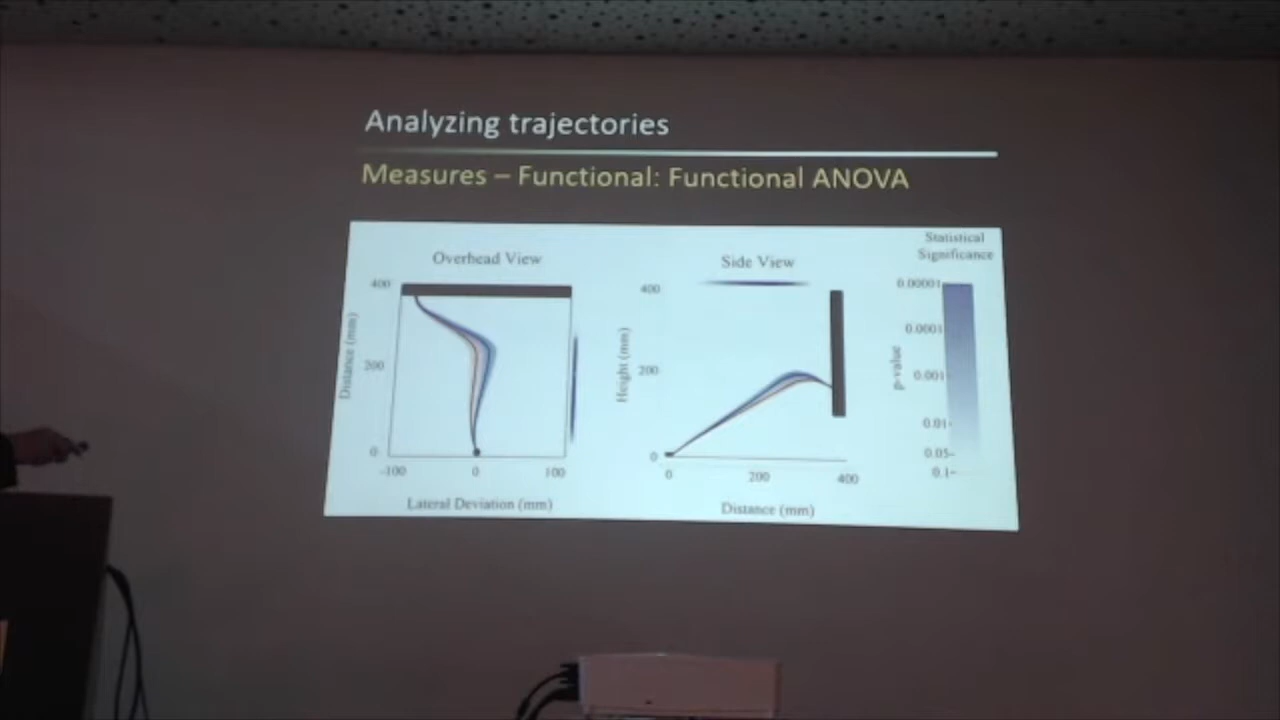 Analyzing trajectories
Measures – Functional: Functional ANOVA
Overhead View
400
200
0
Distance (mm)
-100
0
100
Lateral Deviation (mm)
Side View
400
200
0
Height (mm)
0
200
400
Distance (mm)
Statistical
Significance
0.00001
0.0001
0.001
0.01
0.05
0.1
p-value